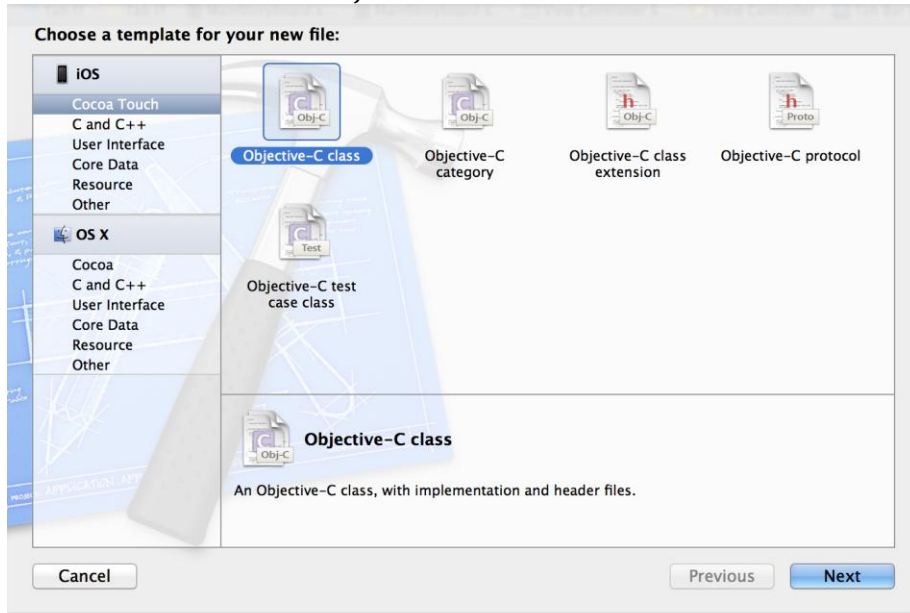 Choose a template for your new file:
iOS
Cocoa Touch
C and C++
User Interface
Core Data
Resource
Other
OS X
Cocoa
C and C++
User Interface
Core Data
Resource
Other
C
Obj-C
Objective-C class
C
Obj-C
Objective-C
category
h
Obj-C
Objective-C class
extension
h
Proto
Objective-C protocol
C
Test
Objective-C test
case class
C
Obj-C
Objective-C class
An Objective-C class, with implementation and header files.
Cancel
Previous
Next